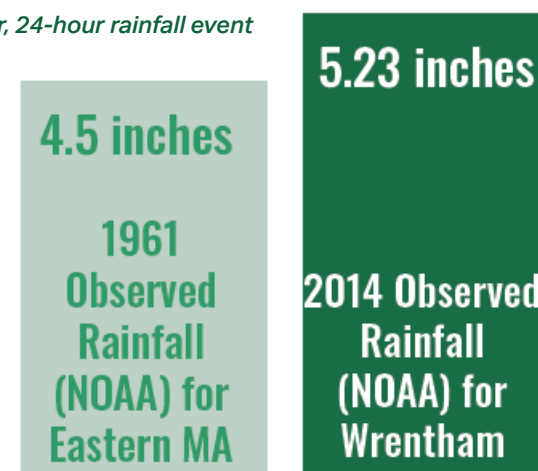 , 24-hour rainfall event
4.5 inches
1961
Observed
Rainfall
(NOAA) for
Eastern MA
5.23 inches
2014 Observed
Rainfall
(NOAA) for
Wrentham